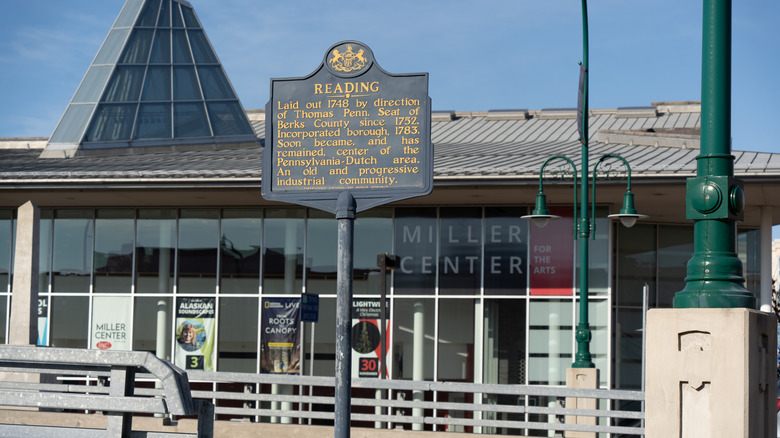 READING
Laid out 1748 by direction
of Thomas Penn. Seat of
Berks County since 1752.
Incorporated borough, 1783.
Soon became, and has
remained, center of the
Pennsylvania-Dutch area.
An old and progressive
industrial community.
MILLER
CENTER
FOR
THE
ARTS
MILLER
CENTER
ALASKAN
SOUNDSCAPES
3
LIVE
ROOTS
CANOPY
LIGHTWIRE
30